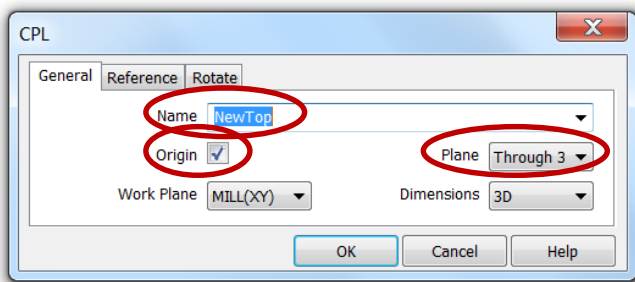 CPL
General Reference Rotate
Name NewTop
Origin Plane Through 3
Work Plane MILL(XY) Dimensions 3D
OK Cancel Help